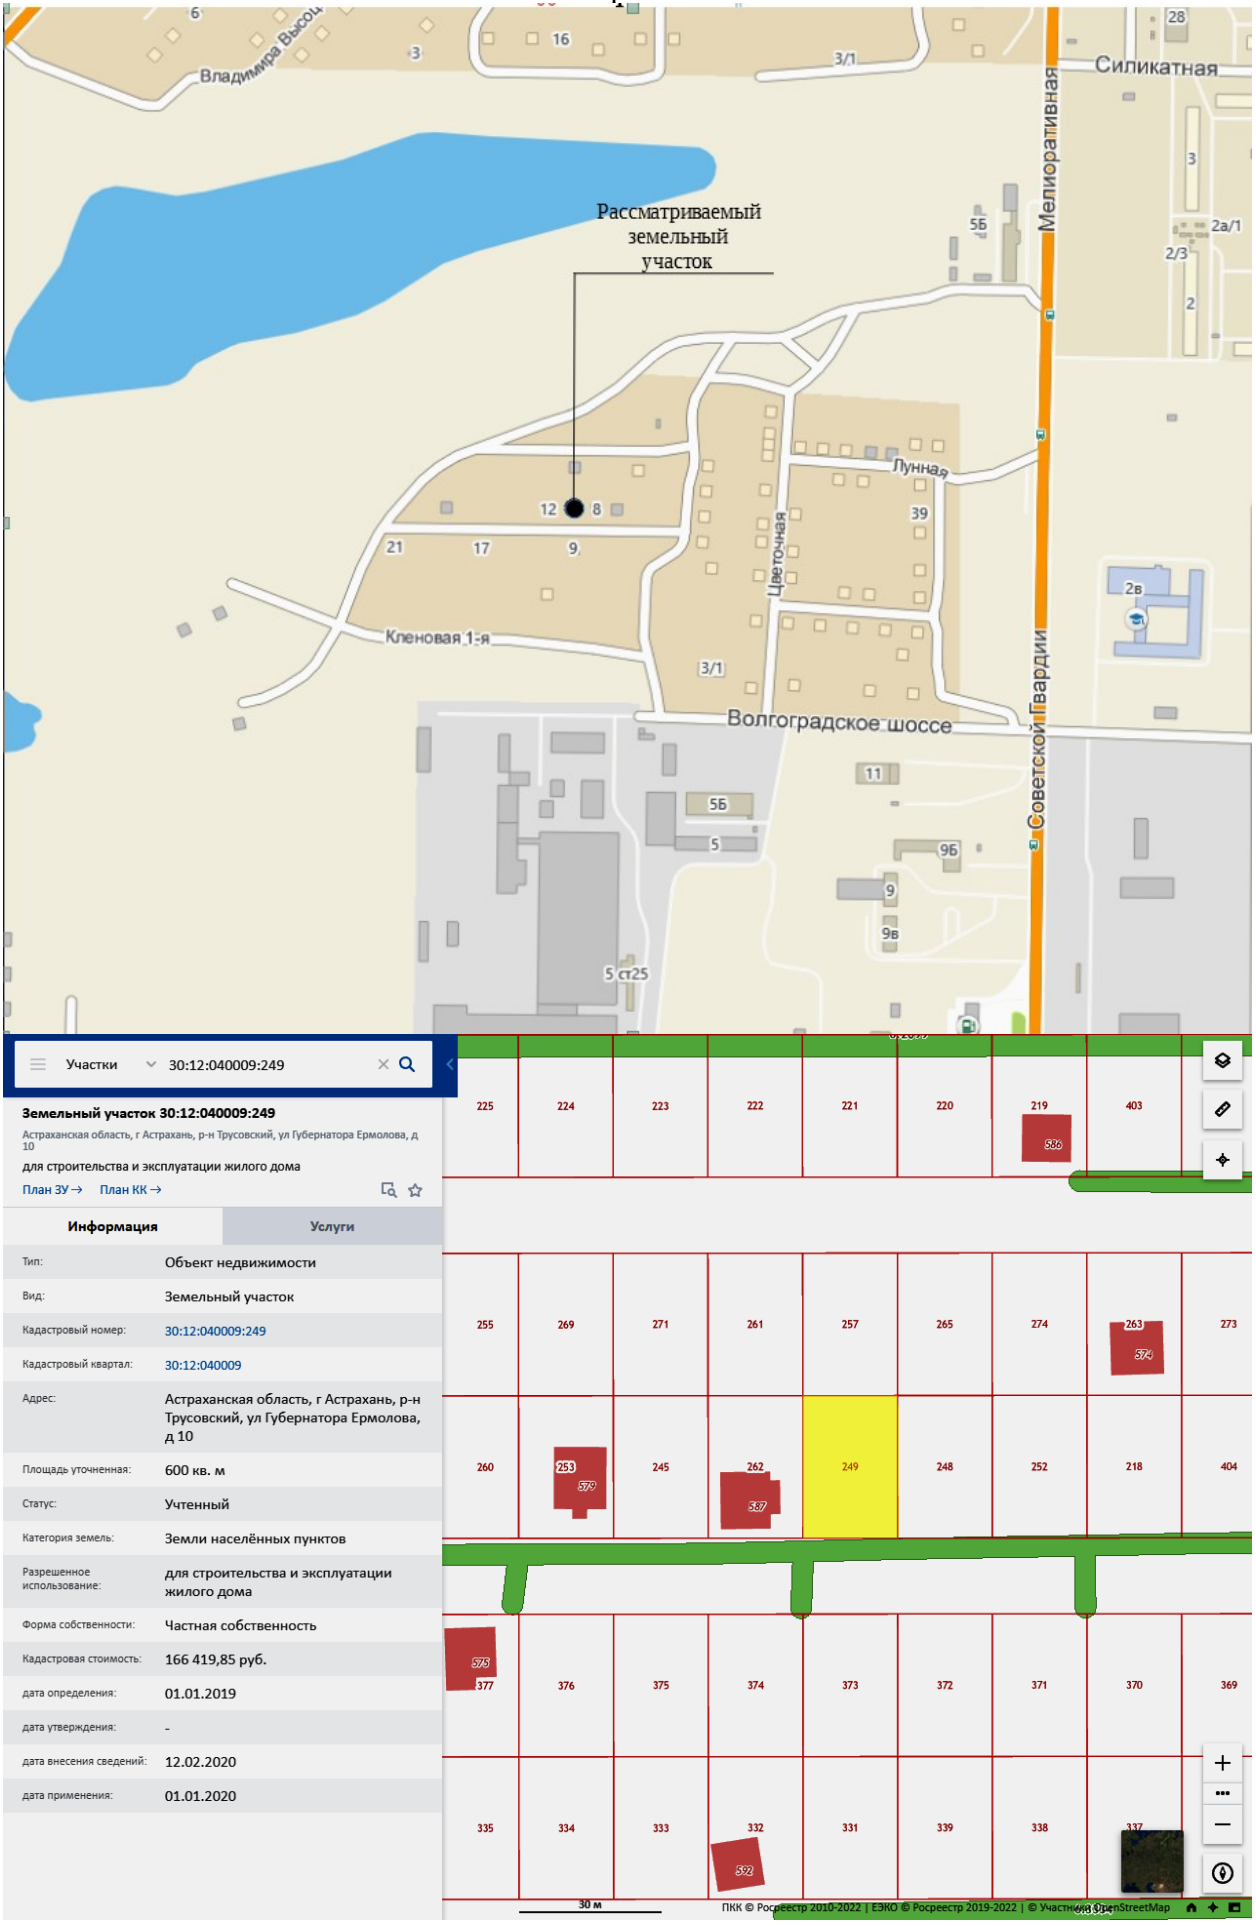 6
16
3
3/1
28
Владимира Высоц
Силикатная
Мелиоративная
3
Рассматриваемый
земельный
участок
5Б
2а/1
2/3
2
Лунная
12
8
39
Цветочная
21
17
9
2в
Кленовая 1-я
3/1
Советской Гвардии
Волгоградское шоссе
11
5Б
5
9Б
9
9в
5 ст25
Участки
30:12:040009:249
Земельный участок 30:12:040009:249
Астраханская область, г Астрахань, р-н Трусовский, ул Губернатора Ермолова, д
10
для строительства и эксплуатации жилого дома
План ЗУ →
План КК →
Информация
Услуги
Тип:
Объект недвижимости
Вид:
Земельный участок
Кадастровый номер:
30:12:040009:249
Кадастровый квартал:
30:12:040009
Адрес:
Астраханская область, г Астрахань, р-н
Трусовский, ул Губернатора Ермолова,
д 10
Площадь уточненная:
600 кв. м
Статус:
Учтенный
Категория земель:
Земли населённых пунктов
Разрешенное
использование:
для строительства и эксплуатации
жилого дома
Форма собственности:
Частная собственность
Кадастровая стоимость:
166 419,85 руб.
дата определения:
01.01.2019
дата утверждения:
-
дата внесения сведений:
12.02.2020
дата применения:
01.01.2020
225 224 223 222 221 220 219 403
586
255 269 271 261 257 265 274 263 273
574
260 253 245 262 249 248 252 218 404
579 587
575
377 376 375 374 373 372 371 370 369
335 334 333 332 331 339 338 337
592
30 м
ПКК © Росреестр 2010-2022 | ЕЭКО © Росреестр 2019-2022 | © Участники OpenStreetMap